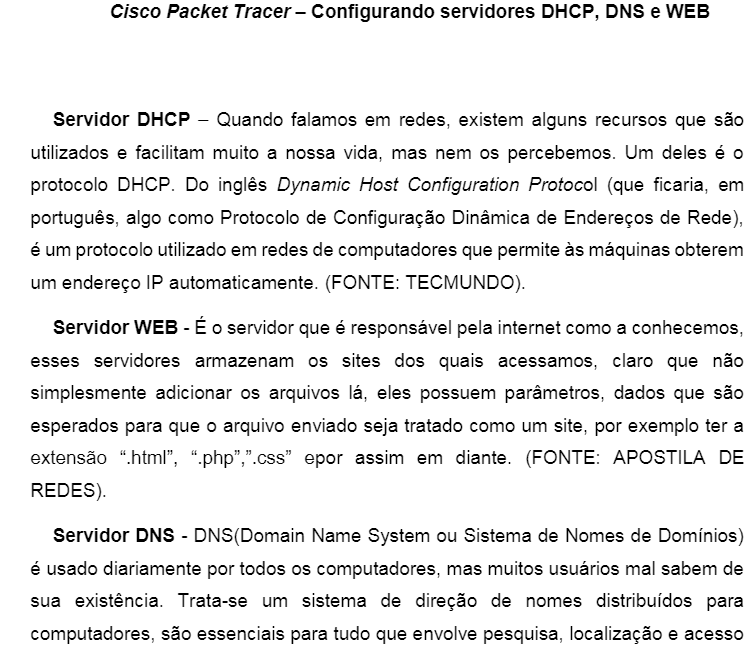 Cisco Packet Tracer – Configurando servidores DHCP, DNS e WEB
Servidor DHCP – Quando falamos em redes, existem alguns recursos que são
utilizados e facilitam muito a nossa vida, mas nem os percebemos. Um deles é o
protocolo DHCP. Do inglês Dynamic Host Configuration Protocol (que ficaria, em
português, algo como Protocolo de Configuração Dinâmica de Endereços de Rede),
é um protocolo utilizado em redes de computadores que permite às máquinas obterem
um endereço IP automaticamente. (FONTE: TECMUNDO).
Servidor WEB - É o servidor que é responsável pela internet como a conhecemos,
esses servidores armazenam os sites dos quais acessamos, claro que não
simplesmente adicionar os arquivos lá, eles possuem parâmetros, dados que são
esperados para que o arquivo enviado seja tratado como um site, por exemplo ter a
extensão “.html”, “.php”,”.css” epor assim em diante. (FONTE: APOSTILA DE
REDES).
Servidor DNS - DNS(Domain Name System ou Sistema de Nomes de Domínios)
é usado diariamente por todos os computadores, mas muitos usuários mal sabem de
sua existência. Trata-se um sistema de direção de nomes distribuídos para
computadores, são essenciais para tudo que envolve pesquisa, localização e acesso